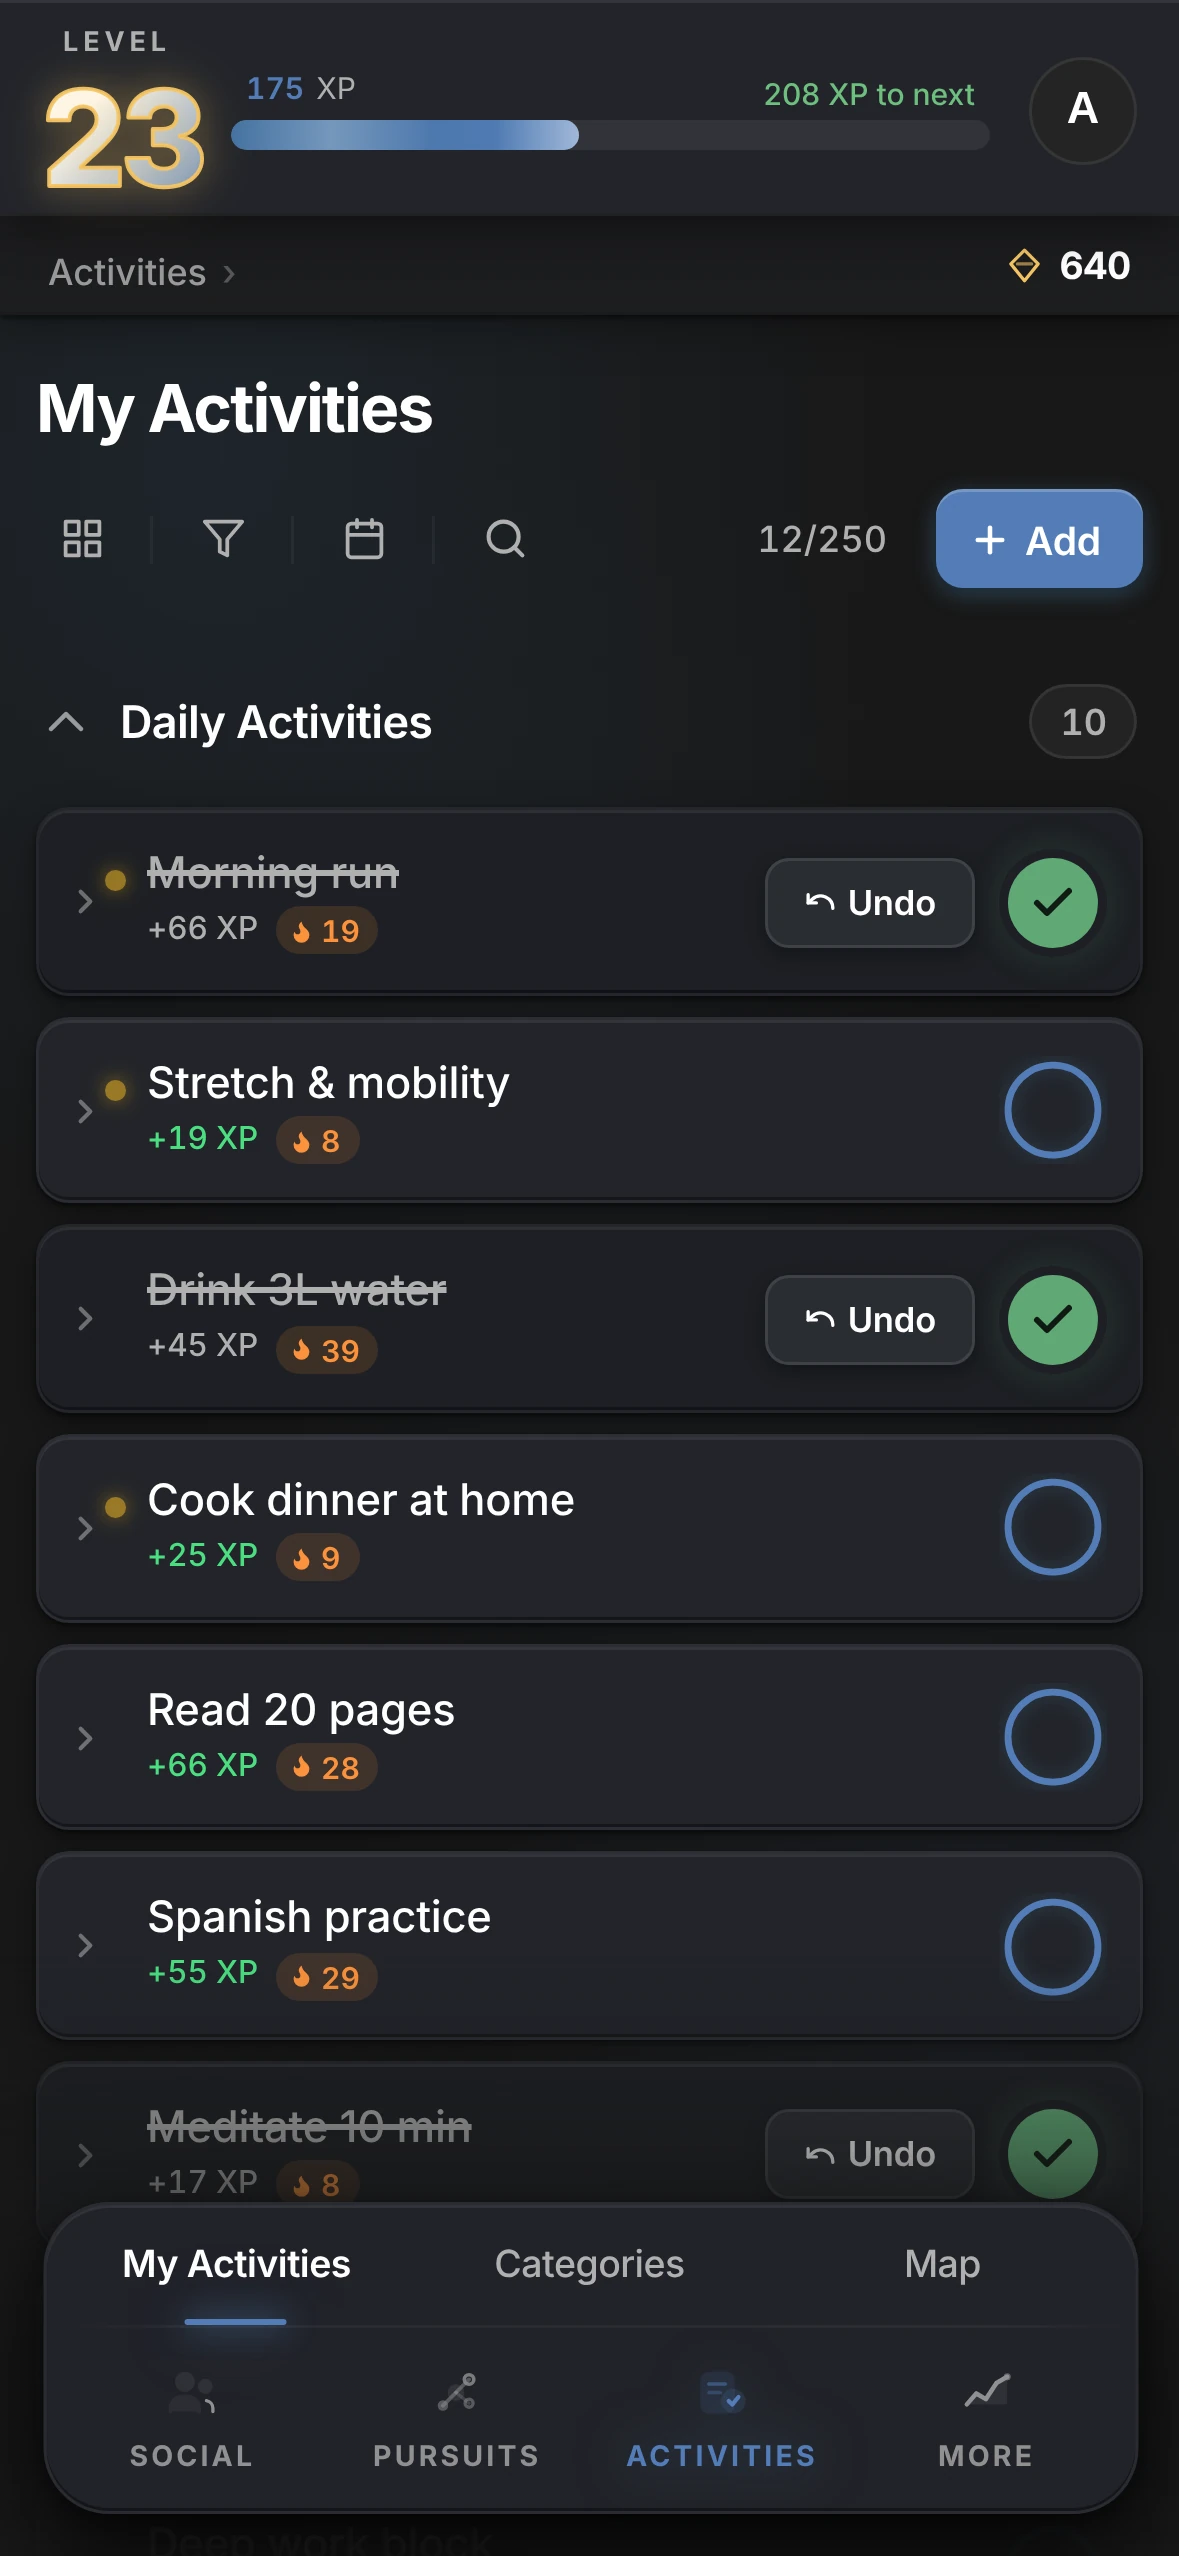 LEVEL
23
175 XP
208 XP to next
A
Activities ›
640
My Activities
12/250
+ Add
Daily Activities
10
Morning run
+66 XP
19
Undo
Stretch & mobility
+19 XP
8
Drink 3L water
+45 XP
39
Undo
Cook dinner at home
+25 XP
9
Read 20 pages
+66 XP
28
Spanish practice
+55 XP
29
Meditate 10 min
+17 XP
8
Undo
My Activities
Categories
Map
SOCIAL
PURSUITS
ACTIVITIES
MORE
Deep work block